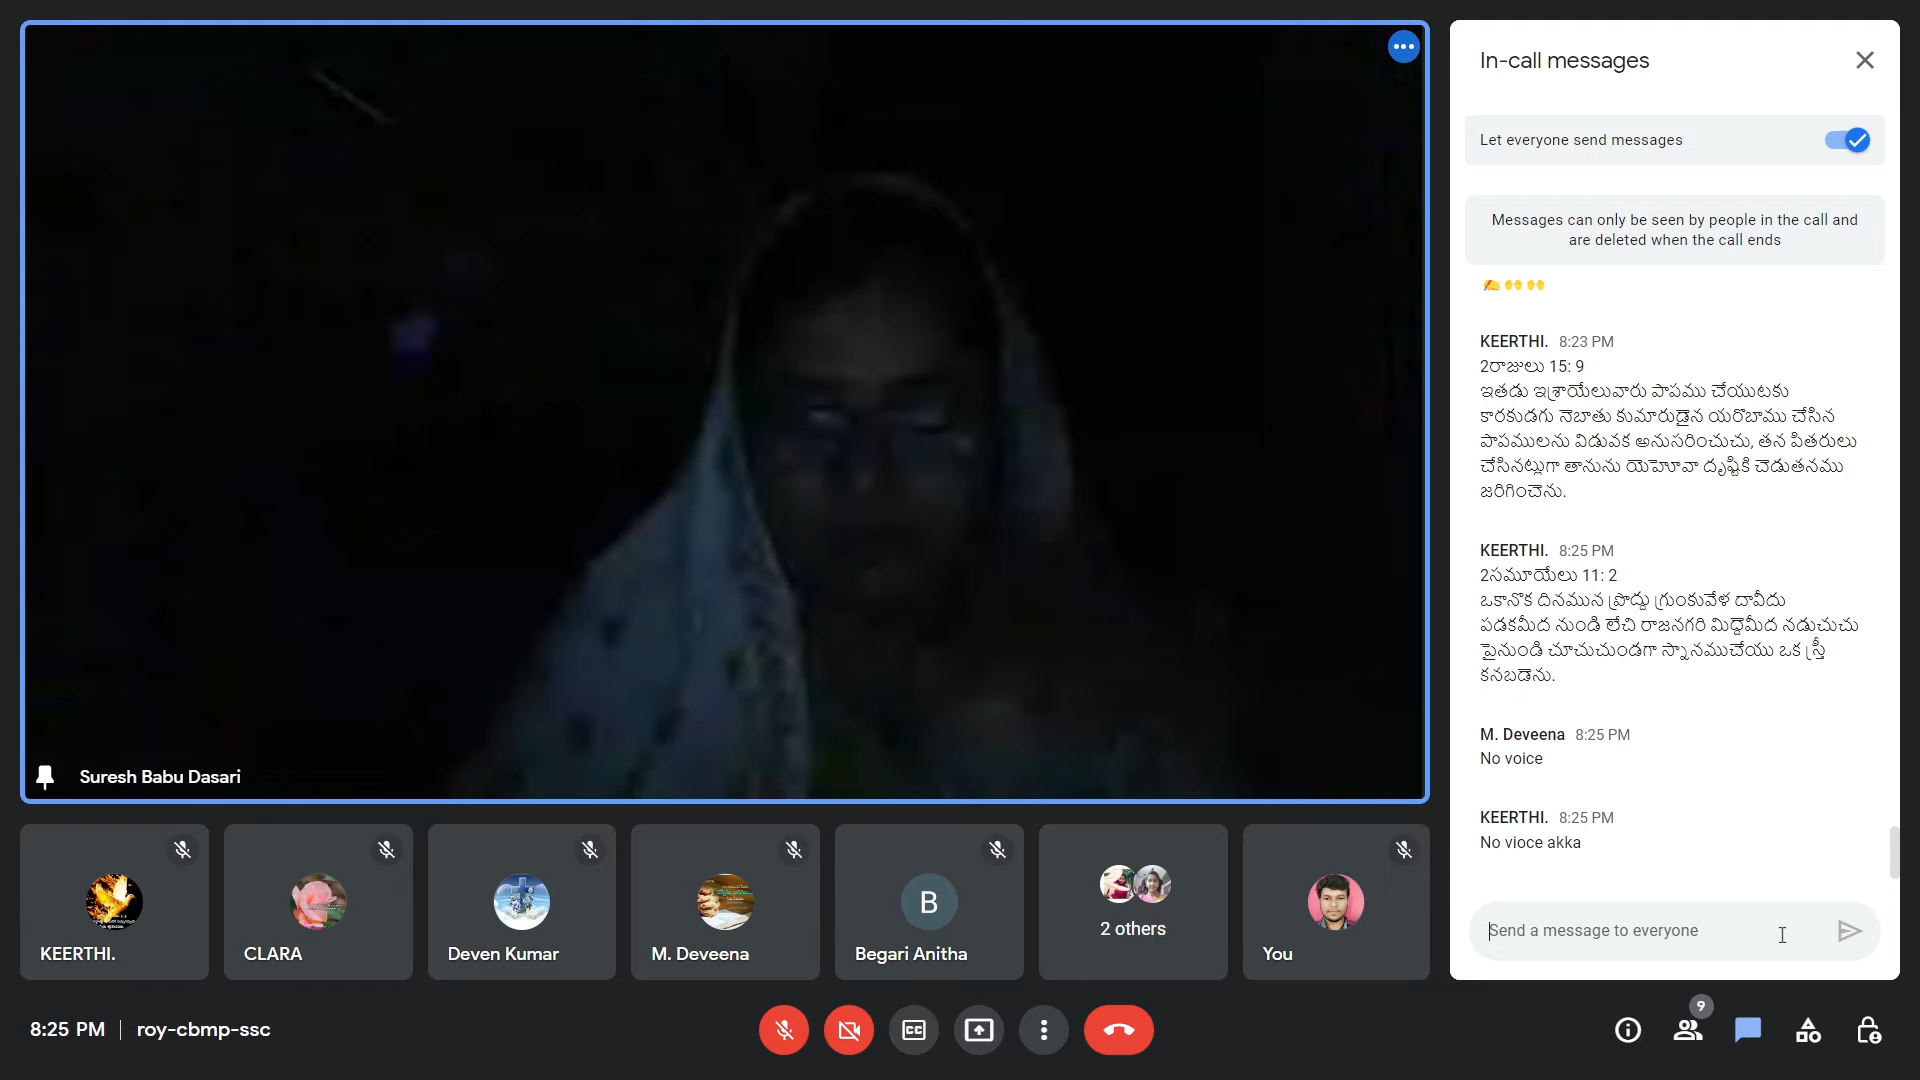 In-call messages
Let everyone send messages
Messages can only be seen by people in the call and
are deleted when the call ends
KEERTHI. 8:23 PM
2రాజులు 15: 9
ఇతడు ఇశ్రాయేలువారు పాపము చేయుటకు
కారకుడగు నెబాతు కుమారుడైన యరొబాము చేసిన
పాపములను విడువక అనుసరించుచు, తన పితరులు
చేసినట్లుగా తానును యెహోవా దృష్టికి చెడుతనము
జరిగించెను.
KEERTHI. 8:25 PM
2సమూయేలు 11: 2
ఒకానొక దినమున ప్రొద్దు గ్రుంకువేళ దావీదు
పడకమీద నుండి లేచి రాజనగరి మిద్దెమీద నడుచుచు
పైనుండి చూచుచుండగా స్నానముచేయు ఒక స్త్రీ
కనబడెను.
M. Deveena 8:25 PM
No voice
KEERTHI. 8:25 PM
No vioce akka
Send a message to everyone
Suresh Babu Dasari
KEERTHI.
CLARA
Deven Kumar
M. Deveena
B
Begari Anitha
2 others
You
8:25 PM | roy-cbmp-ssc
CC
9